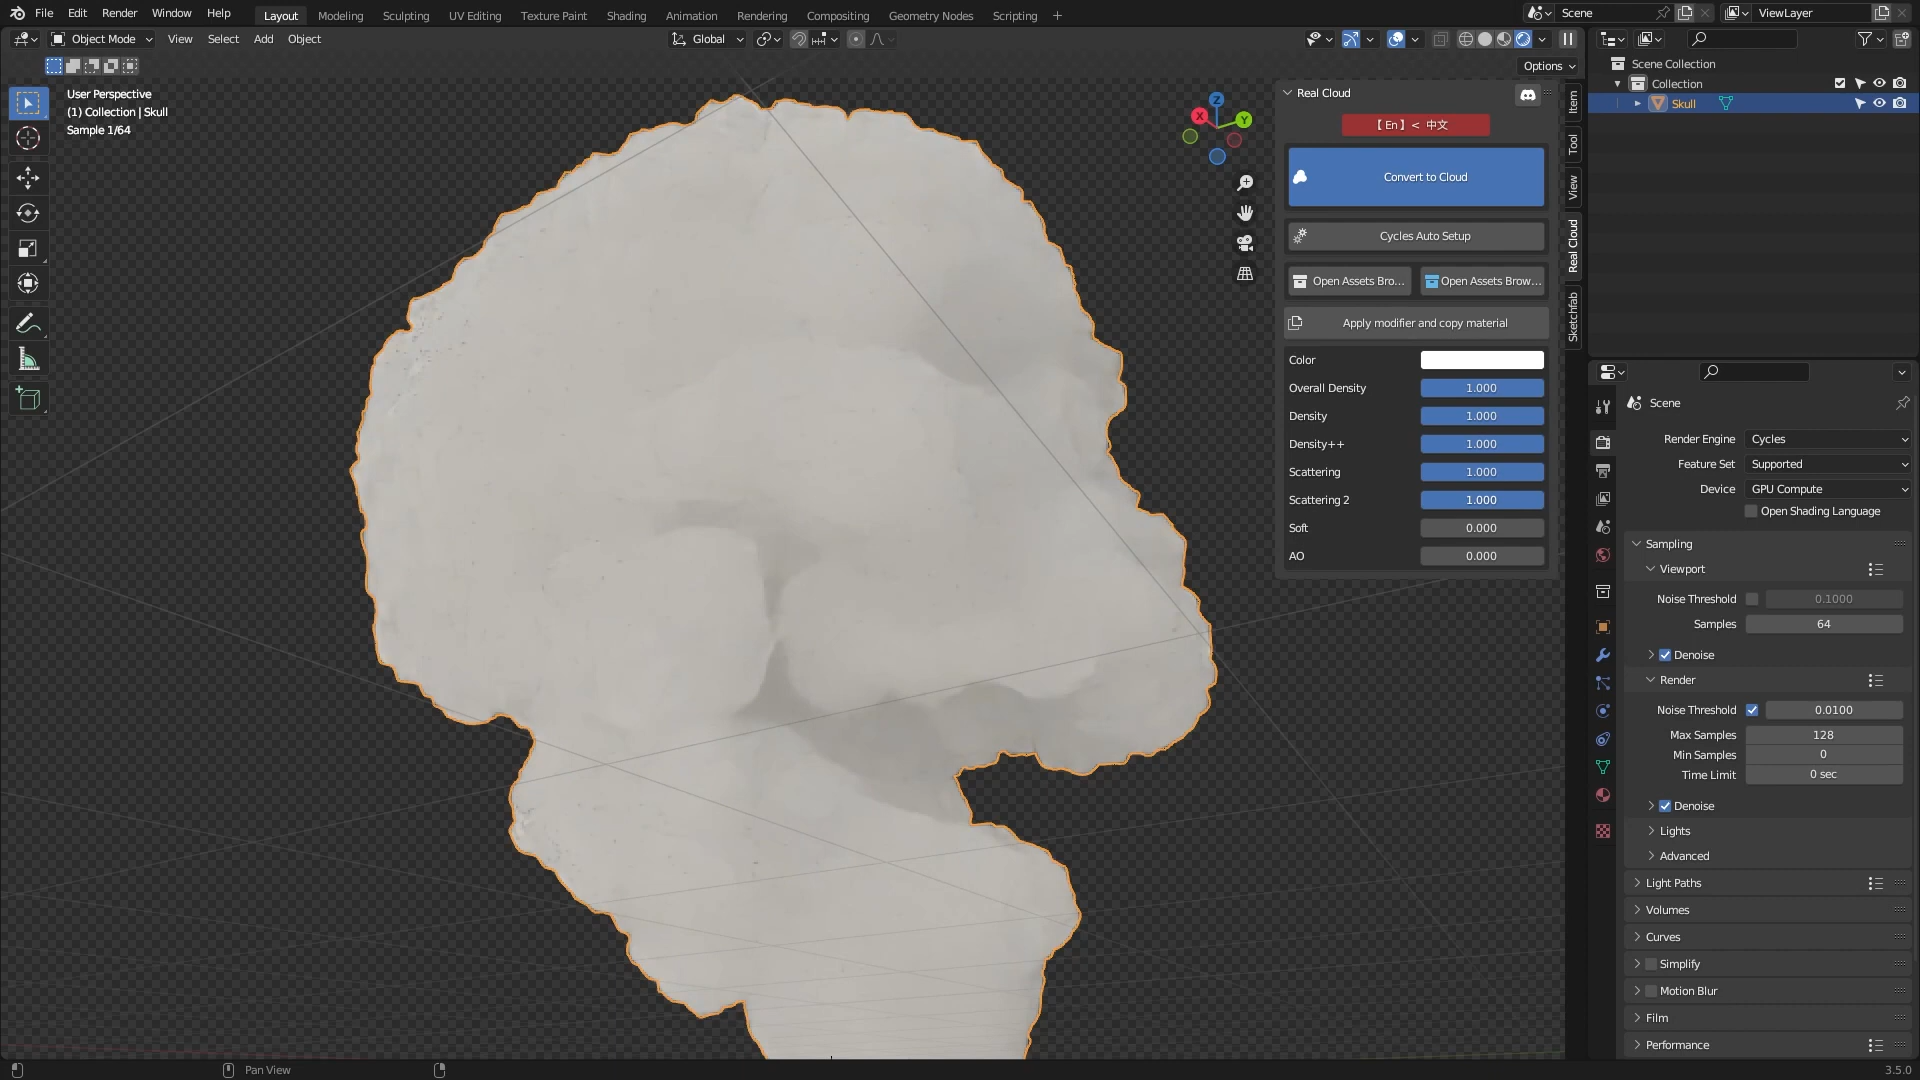 File Edit Render Window Help Layout Modeling Sculpting UV Editing Texture Paint Shading Animation Rendering Compositing Geometry Nodes Scripting + Scene ViewLayer
Object Mode View Select Add Object Global
Options
User Perspective
(1) Collection | Skull
Sample 1/64
X Y Z
Real Cloud
【En】< 中文
Convert to Cloud
Cycles Auto Setup
Open Assets Bro... Open Assets Brow...
Apply modifier and copy material
Color
Overall Density 1.000
Density 1.000
Density++ 1.000
Scattering 1.000
Scattering 2 1.000
Soft 0.000
AO 0.000
Item
Tool
View
Real Cloud
Sketchfab
Scene Collection
Collection
Skull
Scene
Render Engine Cycles
Feature Set Supported
Device GPU Compute
Open Shading Language
Sampling
Viewport
Noise Threshold 0.1000
Samples 64
Denoise
Render
Noise Threshold 0.0100
Max Samples 128
Min Samples 0
Time Limit 0 sec
Denoise
Lights
Advanced
Light Paths
Volumes
Curves
Simplify
Motion Blur
Film
Performance
Pan View 3.5.0